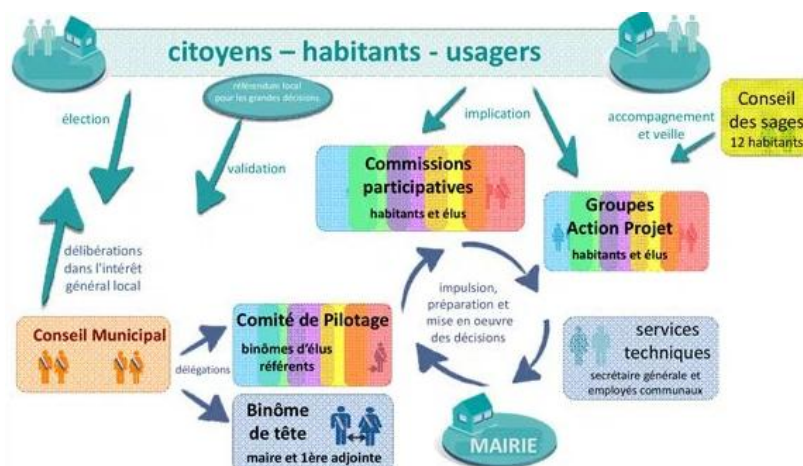 citoyens – habitants - usagers
référendum local
pour les grandes décisions
élection
implication
accompagnement
et veille
Conseil
des sages
12 habitants
validation
Commissions
participatives
habitants et élus
Groupes
Action Projet
habitants et élus
délibérations
dans l'intérêt
général local
impulsion,
préparation et
mise en oeuvre
des décisions
Conseil Municipal
délégations
Comité de Pilotage
binômes d'élus
référents
services
techniques
secrétaire générale et
employés communaux
Binôme
de tête
maire et 1ère adjointe
MAIRIE